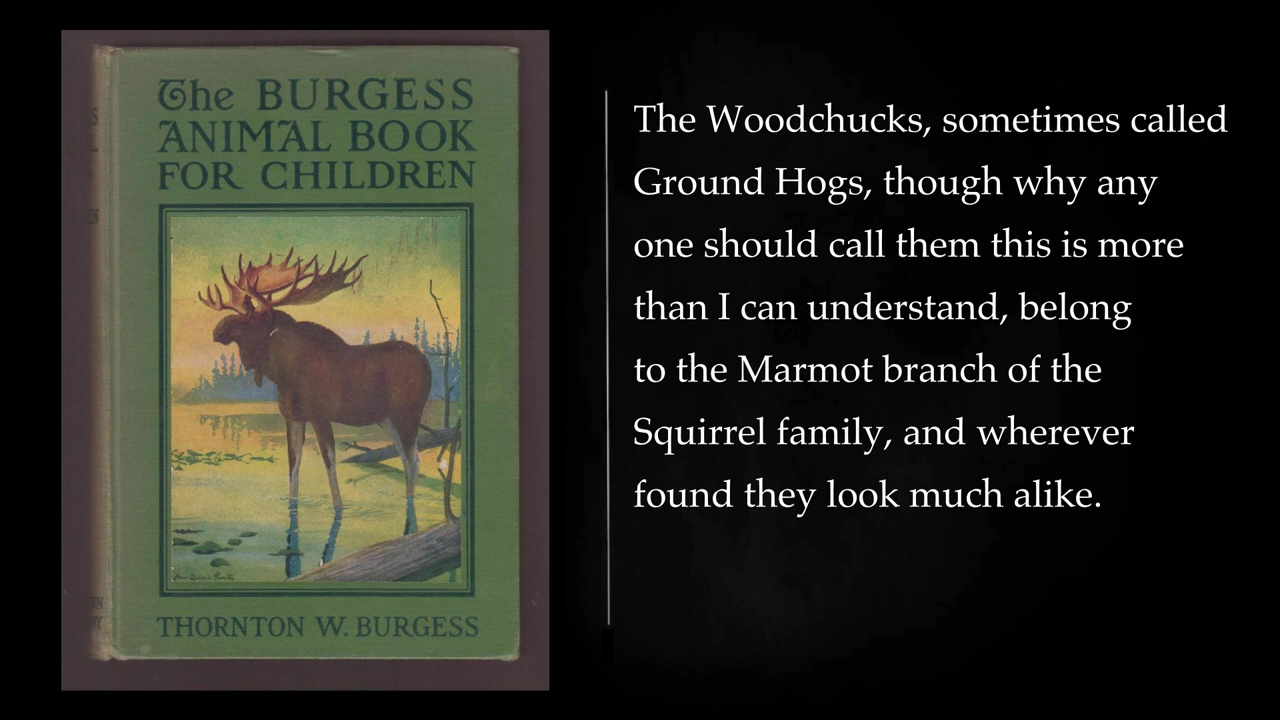 The BURGESS
ANIMAL BOOK
FOR CHILDREN
THORNTON W. BURGESS
The Woodchucks, sometimes called
Ground Hogs, though why any
one should call them this is more
than I can understand, belong
to the Marmot branch of the
Squirrel family, and wherever
found they look much alike.